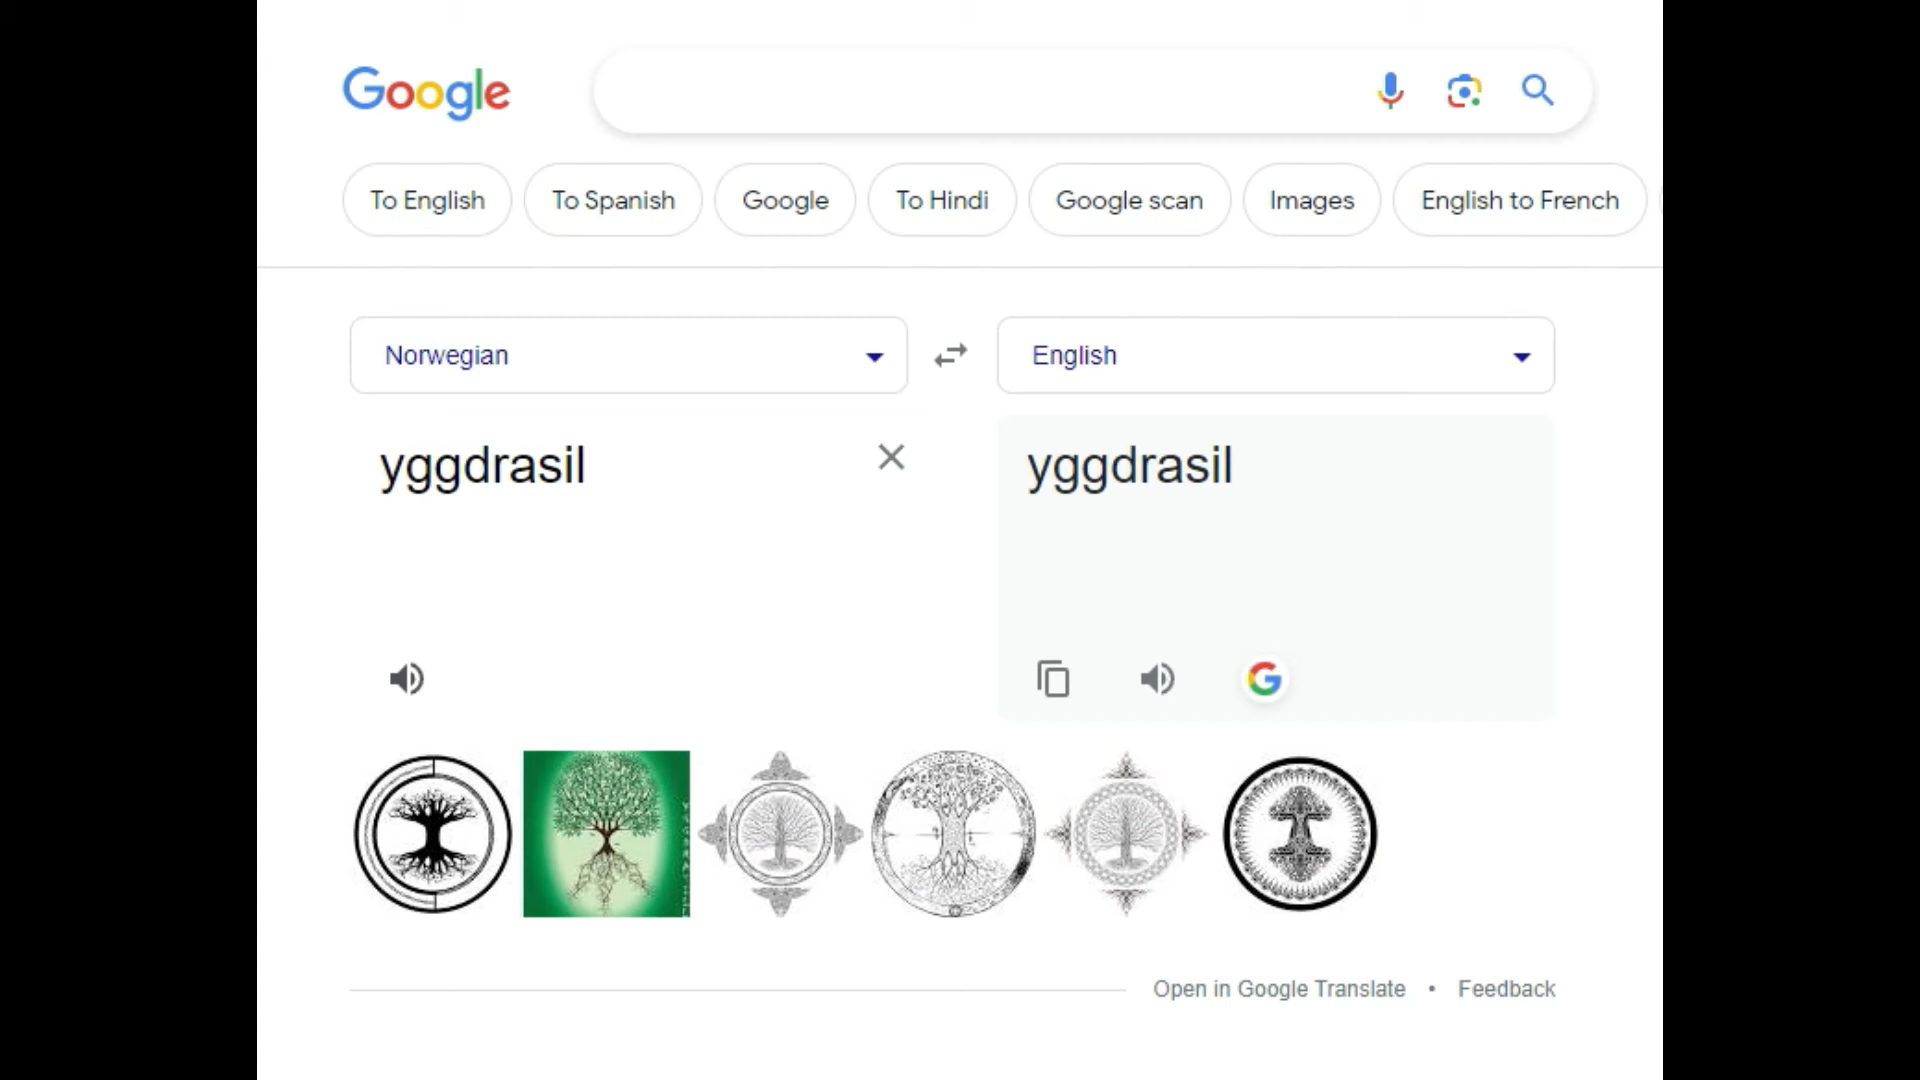 Google
To English To Spanish Google To Hindi Google scan Images English to French
Norwegian English
yggdrasil yggdrasil
Open in Google Translate • Feedback